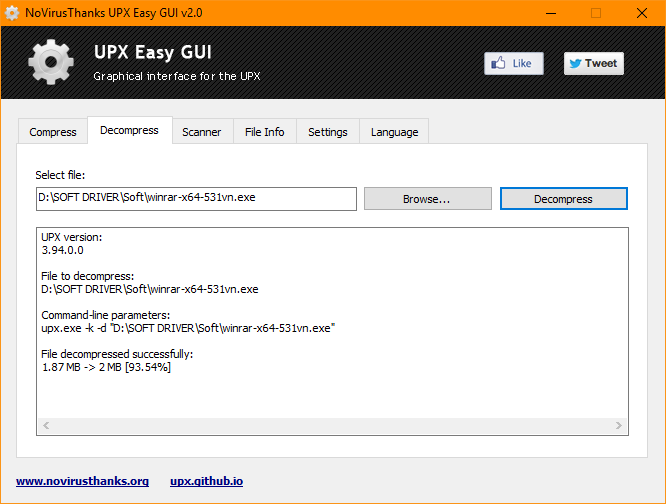 NoVirusThanks UPX Easy GUI v2.0
UPX Easy GUI
Graphical interface for the UPX
Like
Tweet
Compress
Decompress
Scanner
File Info
Settings
Language
Select file:
D:\SOFT DRIVER\Soft\winrar-x64-531vn.exe
Browse...
Decompress
UPX version:
3.94.0.0
File to decompress:
D:\SOFT DRIVER\Soft\winrar-x64-531vn.exe
Command-line parameters:
upx.exe -k -d "D:\SOFT DRIVER\Soft\winrar-x64-531vn.exe"
File decompressed successfully:
1.87 MB -> 2 MB [93.54%]
www.novirusthanks.org
upx.github.io